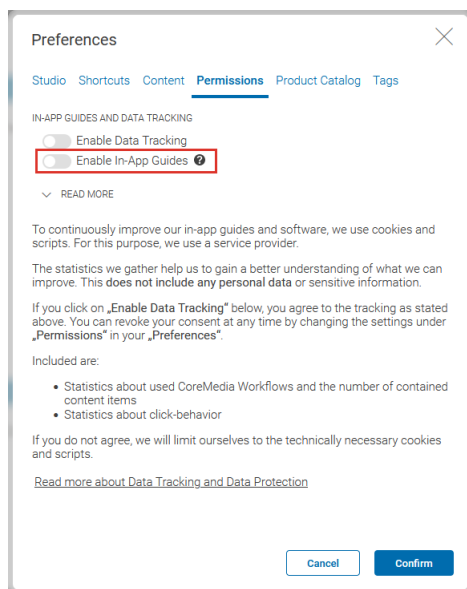 Preferences
Studio Shortcuts Content Permissions Product Catalog Tags
IN-APP GUIDES AND DATA TRACKING
Enable Data Tracking
Enable In-App Guides ?
READ MORE
To continuously improve our in-app guides and software, we use cookies and
scripts. For this purpose, we use a service provider.
The statistics we gather help us to gain a better understanding of what we can
improve. This does not include any personal data or sensitive information.
If you click on „Enable Data Tracking“ below, you agree to the tracking as stated
above. You can revoke your consent at any time by changing the settings under
„Permissions“ in your „Preferences“.
Included are:
• Statistics about used CoreMedia Workflows and the number of contained
content items
• Statistics about click-behavior
If you do not agree, we will limit ourselves to the technically necessary cookies
and scripts.
Read more about Data Tracking and Data Protection
Cancel Confirm